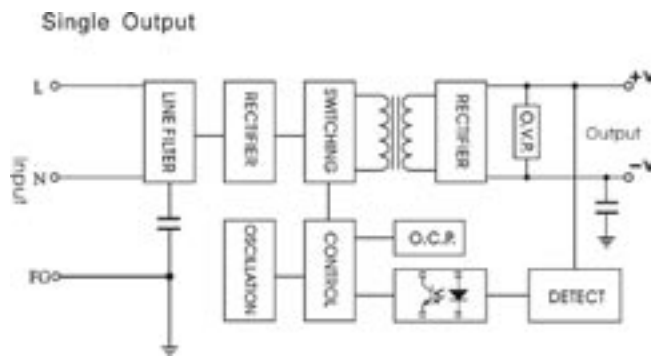 Single Output
L
LINE FILTER
RECTIFIER
SWITCHING
RECTIFIER
O.V.P.
+V
Output
-V
N
Input
FG
OSCILLATION
CONTROL
O.C.P.
DETECT